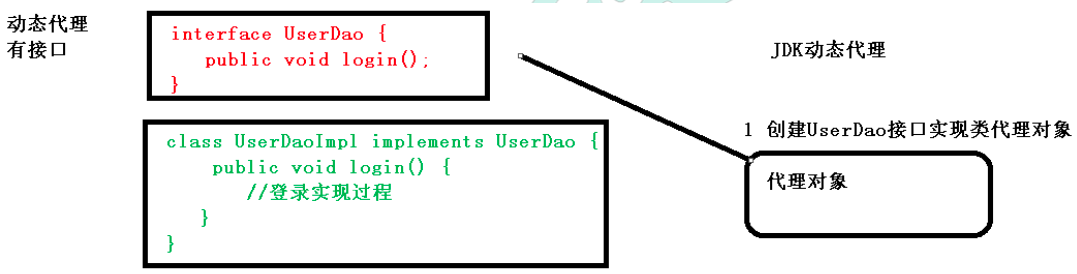 动态代理
有接口
interface UserDao {
public void login();
}
class UserDaoImpl implements UserDao {
public void login() {
//登录实现过程
}
}
JDK动态代理
1 创建UserDao接口实现类代理对象
代理对象